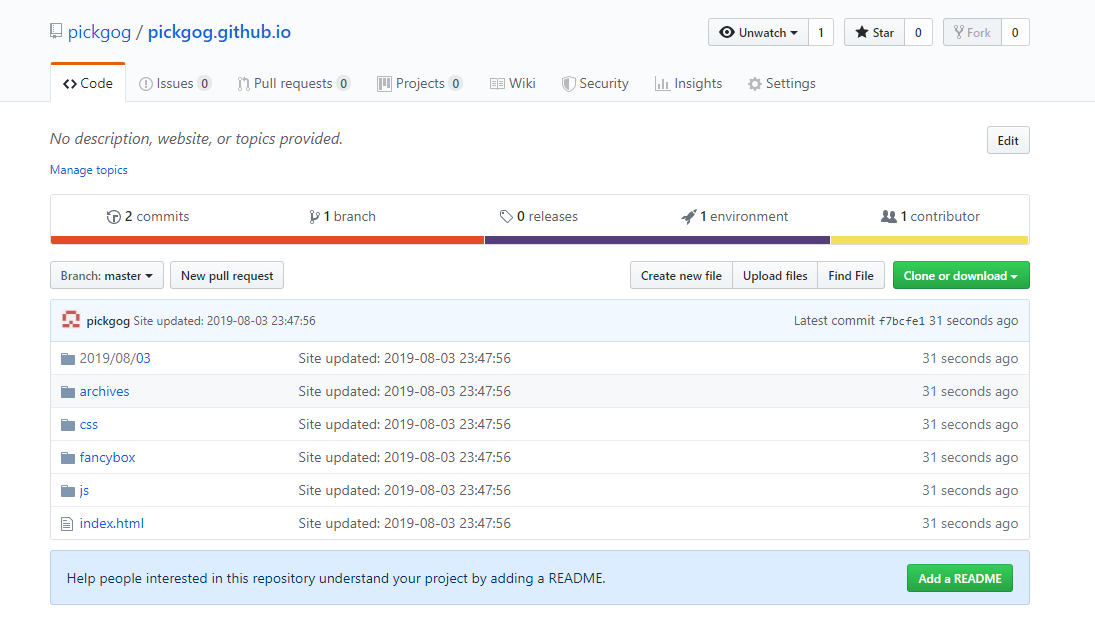 pickgog / pickgog.github.io
Unwatch 1 Star 0 Fork 0
Code Issues 0 Pull requests 0 Projects 0 Wiki Security Insights Settings
No description, website, or topics provided.
Edit
Manage topics
2 commits 1 branch 0 releases 1 environment 1 contributor
Branch: master New pull request Create new file Upload files Find File Clone or download
pickgog Site updated: 2019-08-03 23:47:56 Latest commit f7bcfe1 31 seconds ago
2019/08/03 Site updated: 2019-08-03 23:47:56 31 seconds ago
archives Site updated: 2019-08-03 23:47:56 31 seconds ago
css Site updated: 2019-08-03 23:47:56 31 seconds ago
fancybox Site updated: 2019-08-03 23:47:56 31 seconds ago
js Site updated: 2019-08-03 23:47:56 31 seconds ago
index.html Site updated: 2019-08-03 23:47:56 31 seconds ago
Help people interested in this repository understand your project by adding a README. Add a README